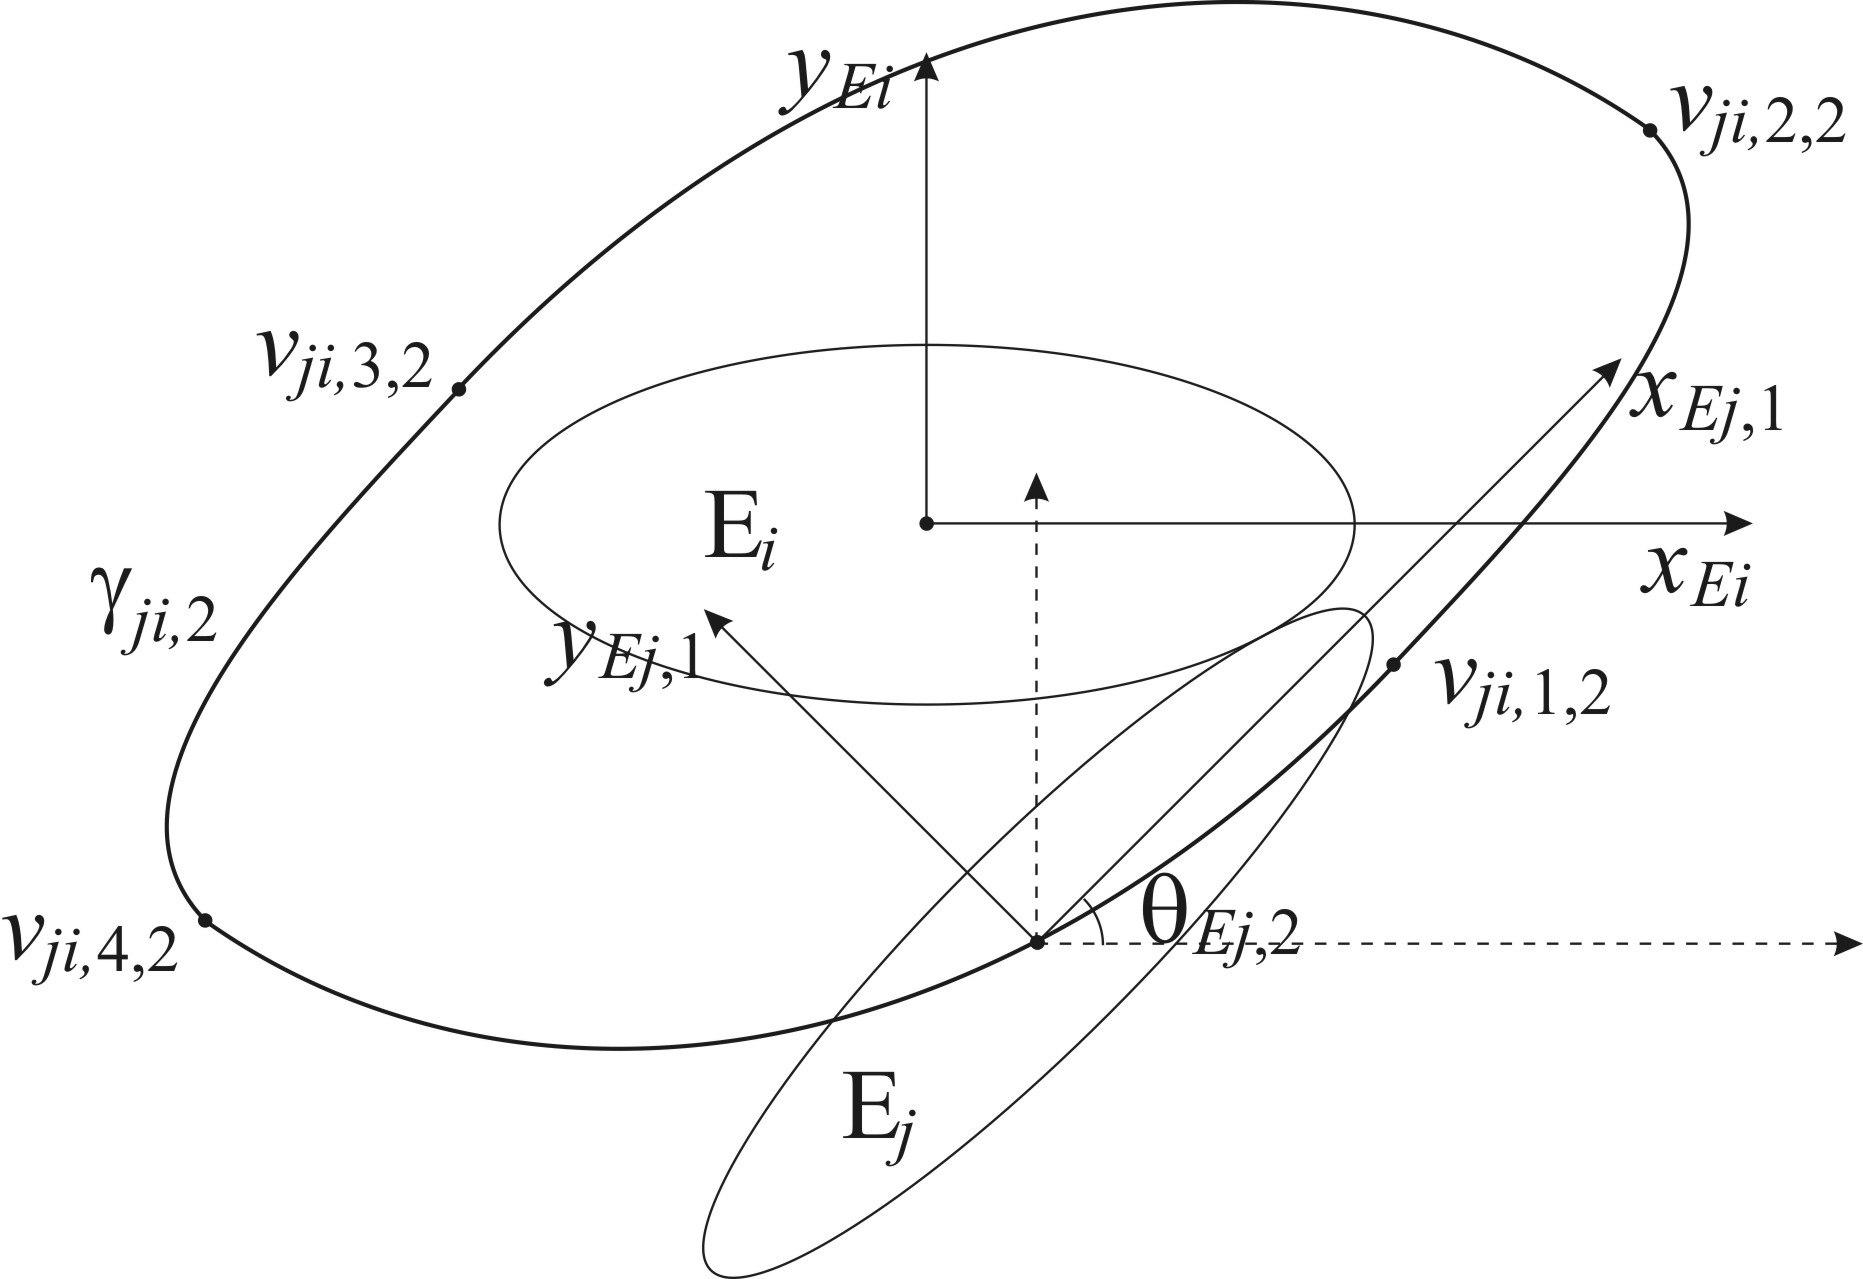 y_{Ei}
v_{ji,2,2}
v_{ji,3,2}
x_{Ej,1}
E_i
x_{Ei}
γ_{ji,2}
y_{Ej,1}
v_{ji,1,2}
θ_{Ej,2}
v_{ji,4,2}
E_j